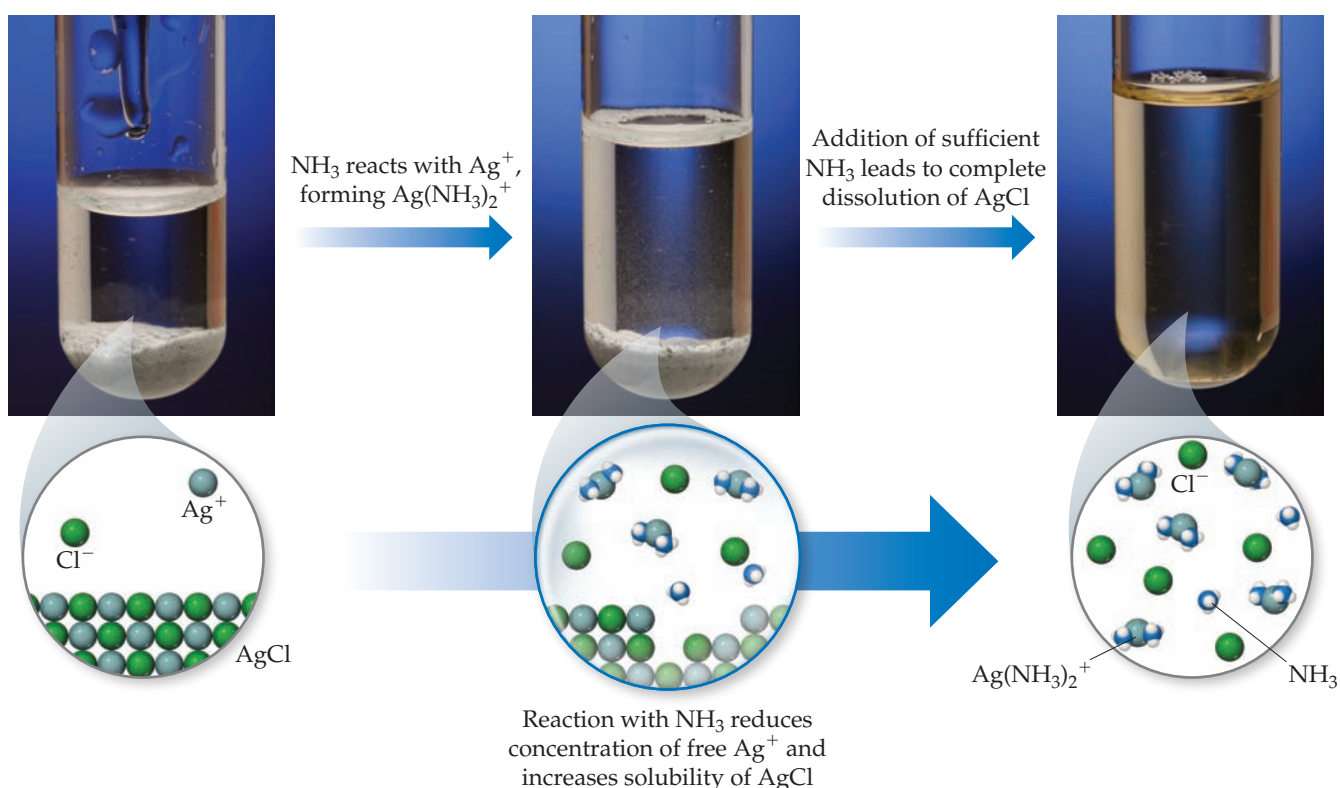 NH₃ reacts with Ag⁺,
forming Ag(NH₃)₂⁺
Addition of sufficient
NH₃ leads to complete
dissolution of AgCl
Ag⁺
Cl⁻
AgCl
Reaction with NH₃ reduces
concentration of free Ag⁺ and
increases solubility of AgCl
Cl⁻
Ag(NH₃)₂⁺
NH₃